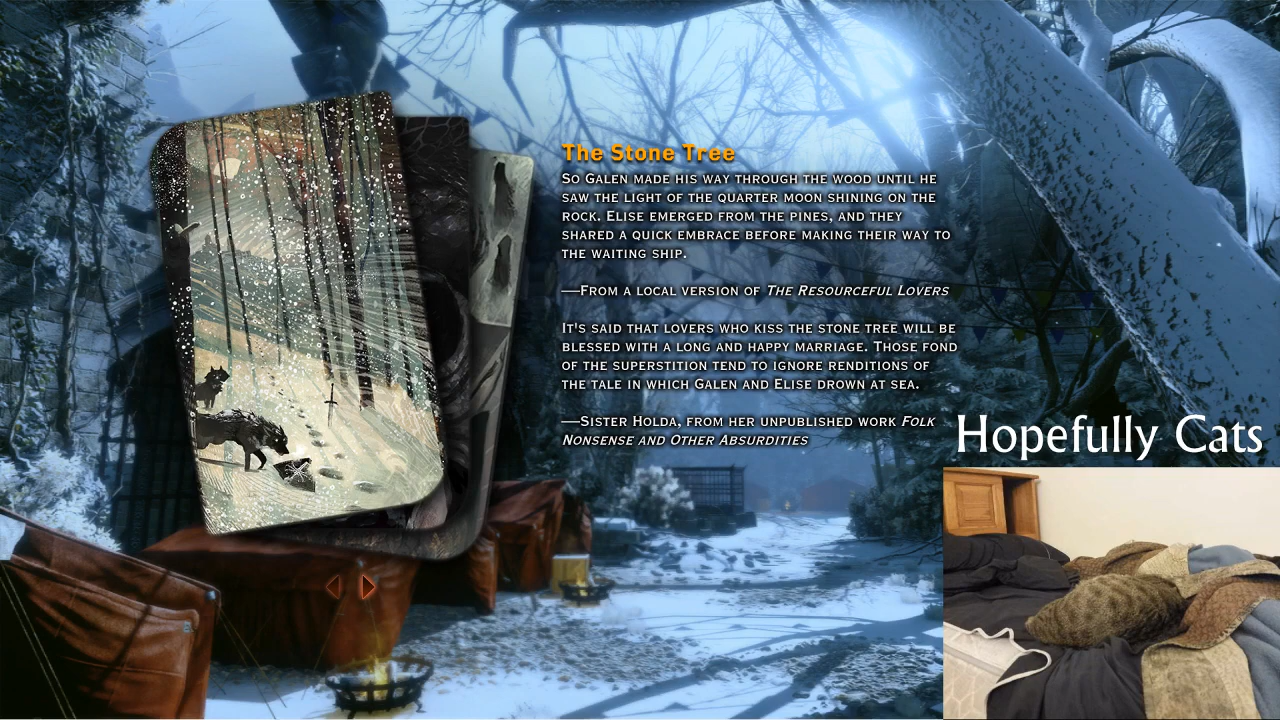 The Stone Tree
So Galen made his way through the wood until he
saw the light of the quarter moon shining on the
rock. Elise emerged from the pines, and they
shared a quick embrace before making their way to
the waiting ship.
—From a local version of The Resourceful Lovers
It's said that lovers who kiss the stone tree will be
blessed with a long and happy marriage. Those fond
of the superstition tend to ignore renditions of
the tale in which Galen and Elise drown at sea.
—Sister Holda, from her unpublished work Folk
Nonsense and Other Absurdities
Hopefully Cats